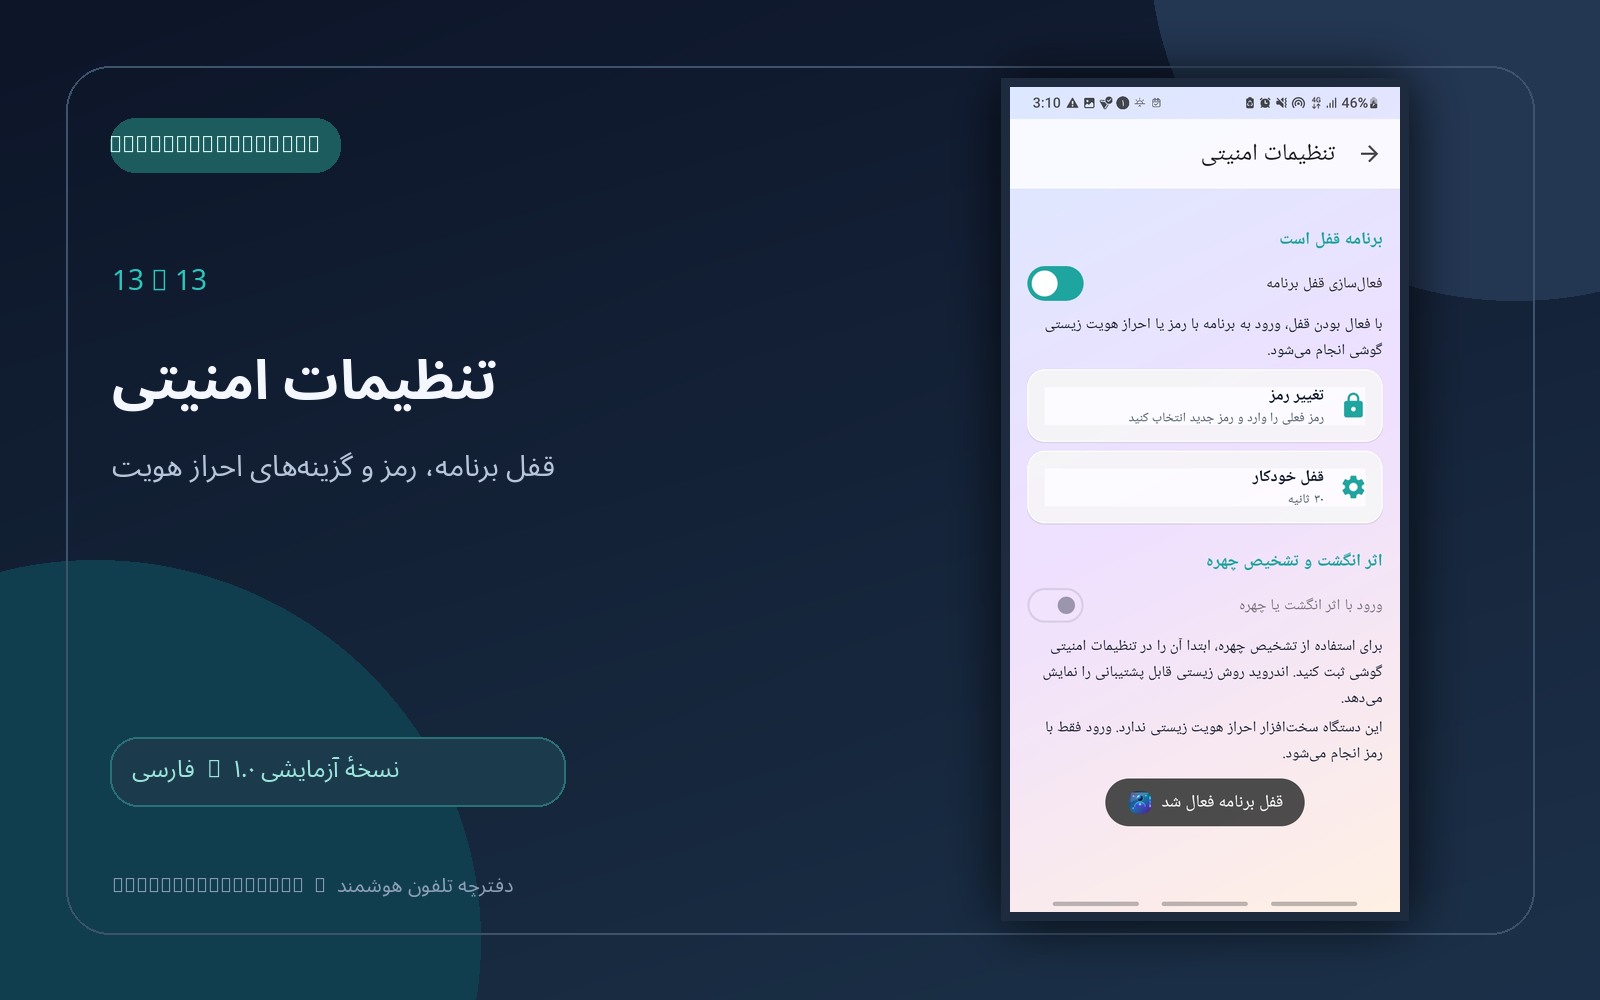 13 13
تنظیمات امنیتی
قفل برنامه، رمز و گزینه‌های احراز هویت
نسخهٔ آزمایشی ۱.۰ فارسی
دفترچه تلفون هوشمند
3:10 46%
تنظیمات امنیتی
برنامه قفل است
فعال‌سازی قفل برنامه
با فعال بودن قفل، ورود به برنامه با رمز یا احراز هویت زیستی
گوشی انجام می‌شود.
تغییر رمز
رمز فعلی را وارد و رمز جدید انتخاب کنید
قفل خودکار
۳۰ ثانیه
اثر انگشت و تشخیص چهره
ورود با اثر انگشت یا چهره
برای استفاده از تشخیص چهره، ابتدا آن را در تنظیمات امنیتی
گوشی ثبت کنید. اندروید روش زیستی قابل پشتیبانی را نمایش
می‌دهد.
این دستگاه سخت‌افزار احراز هویت زیستی ندارد. ورود فقط با
رمز انجام می‌شود.
قفل برنامه فعال شد